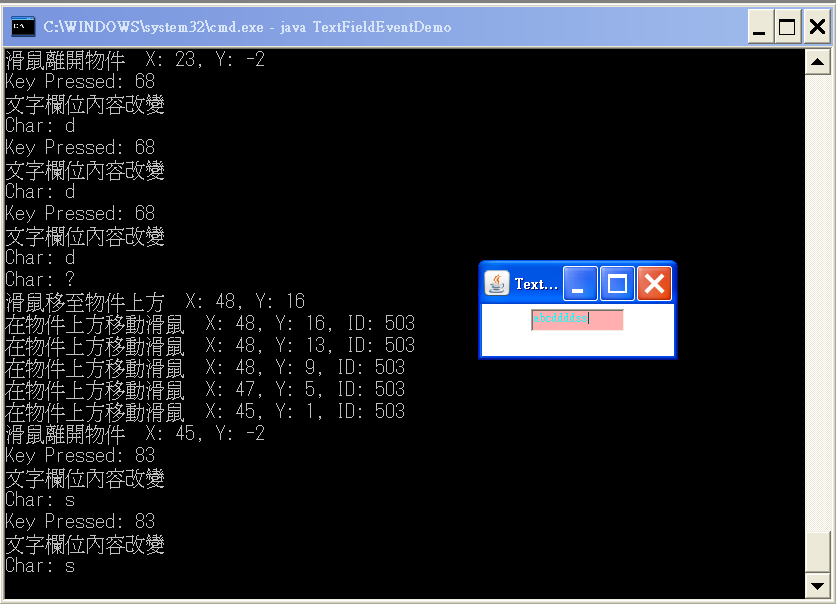 C:\WINDOWS\system32\cmd.exe - java TextFieldEventDemo
滑鼠離開物件 X: 23, Y: -2
Key Pressed: 68
文字欄位內容改變
Char: d
Key Pressed: 68
文字欄位內容改變
Char: d
Key Pressed: 68
文字欄位內容改變
Char: d
Char: ?
滑鼠移至物件上方 X: 48, Y: 16
在物件上方移動滑鼠 X: 48, Y: 16, ID: 503
在物件上方移動滑鼠 X: 48, Y: 13, ID: 503
在物件上方移動滑鼠 X: 48, Y: 9, ID: 503
在物件上方移動滑鼠 X: 47, Y: 5, ID: 503
在物件上方移動滑鼠 X: 45, Y: 1, ID: 503
滑鼠離開物件 X: 45, Y: -2
Key Pressed: 83
文字欄位內容改變
Char: s
Key Pressed: 83
文字欄位內容改變
Char: s
Text...